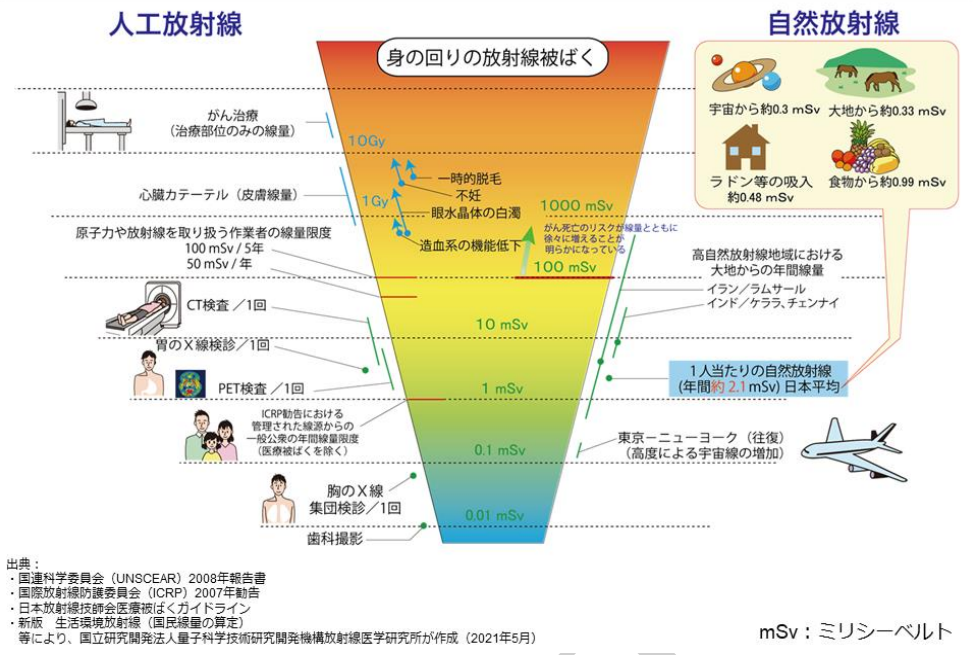 人工放射線
自然放射線
身の回りの放射線被ばく
がん治療
(治療部位のみの線量)
10Gy
心臓カテーテル(皮膚線量)
1Gy
一時的脱毛
不妊
眼水晶体の白濁
造血系の機能低下
1000 mSv
がん死亡のリスクが線量とともに
徐々に増えることが
明らかになっている
100 mSv
原子力や放射線を取り扱う作業者の線量限度
100 mSv / 5年
50 mSv / 年
CT検査 /1回
10 mSv
胃のX線検診/1回
PET検査 /1回
1 mSv
ICRP勧告における
管理された線源からの
一般公衆の年間線量限度
(医療被ばくを除く)
0.1 mSv
胸のX線
集団検診/1回
0.01 mSv
歯科撮影
宇宙から約0.3 mSv
大地から約0.33 mSv
ラドン等の吸入
約0.48 mSv
食物から約0.99 mSv
高自然放射線地域における
大地からの年間線量
イラン/ラムサール
インド/ケララ、チェンナイ
1人当たりの自然放射線
(年間約 2.1 mSv) 日本平均
東京ーニューヨーク(往復)
(高度による宇宙線の増加)
出典:
・国連科学委員会(UNSCEAR)2008年報告書
・国際放射線防護委員会(ICRP)2007年勧告
・日本放射線技師会医療被ばくガイドライン
・新版 生活環境放射線(国民線量の算定)
等により、国立研究開発法人量子科学技術研究開発機構放射線医学研究所が作成(2021年5月)
mSv:ミリシーベルト